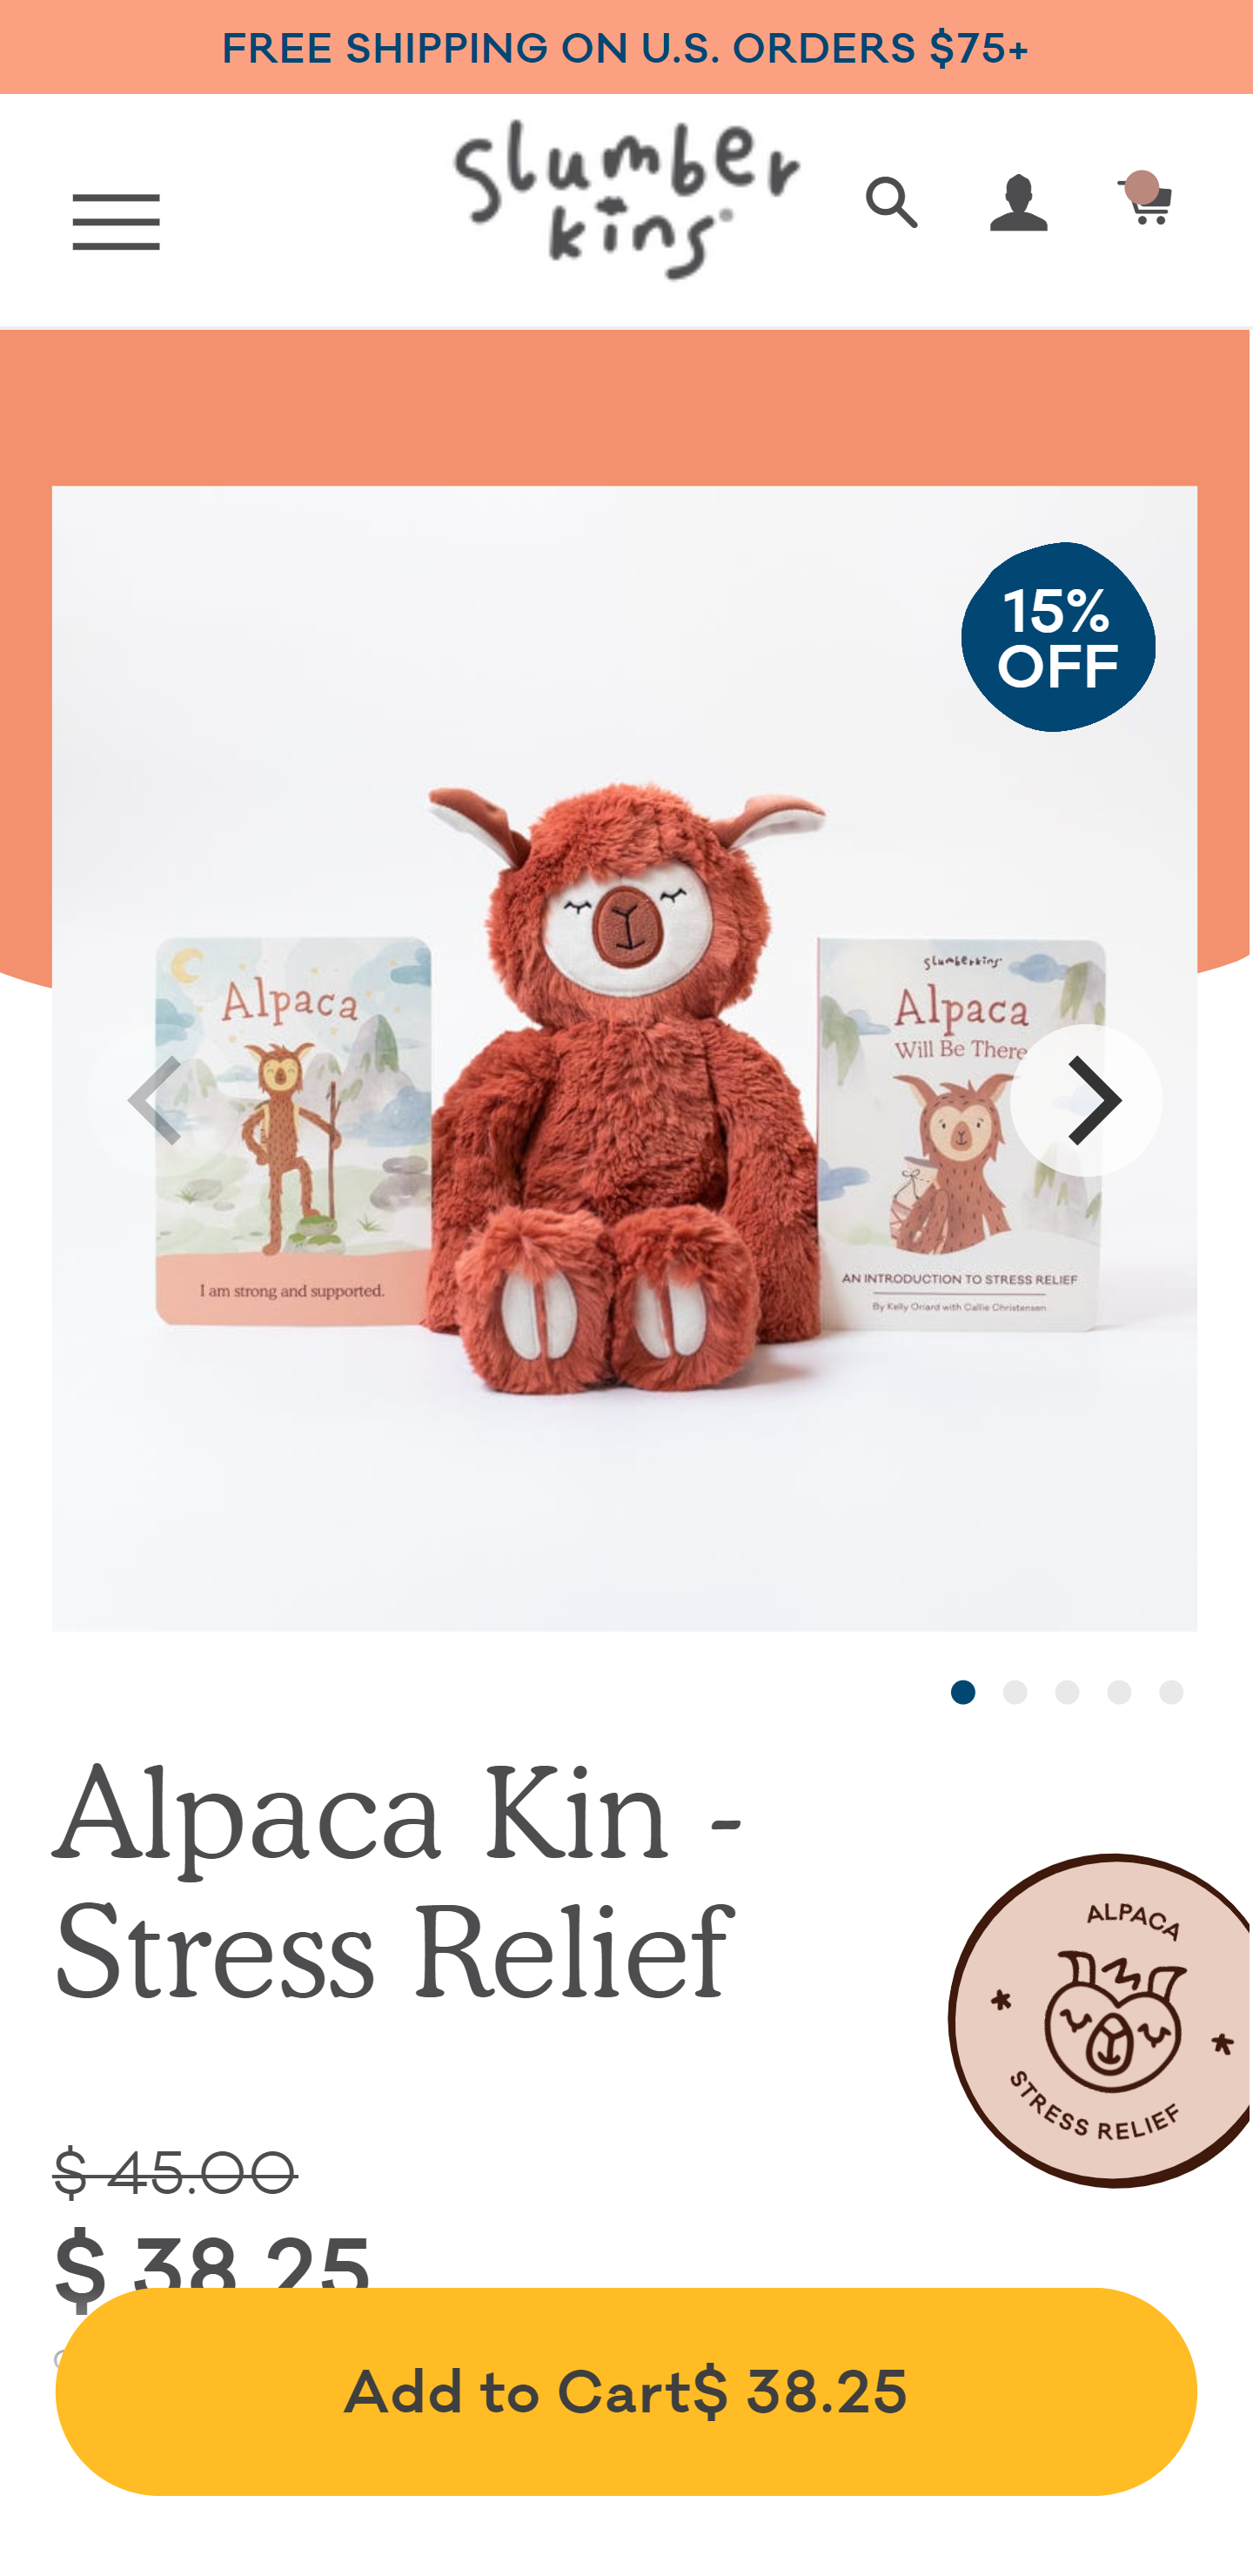 FREE SHIPPING ON U.S. ORDERS $75+
slumber
kins
15%
OFF
Alpaca
I am strong and supported.
slumberkins
Alpaca
Will Be There
AN INTRODUCTION TO STRESS RELIEF
By Kelly Oriard with Callie Christensen
Alpaca Kin -
Stress Relief
ALPACA
STRESS RELIEF
$ 45.00
$ 38.25
Add to Cart$ 38.25